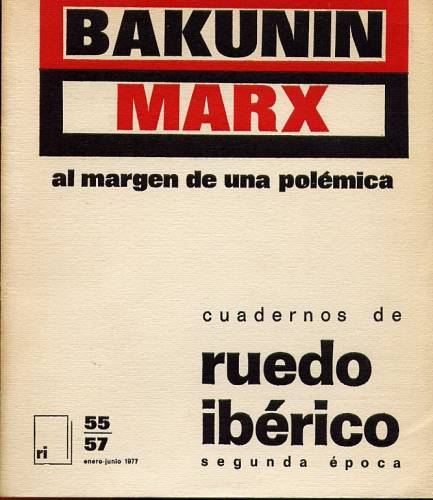 BAKUNIN
MARX
al margen de una polémica
cuadernos de
ruedo
ibérico
segunda época
ri
55
57
enero-junio 1977